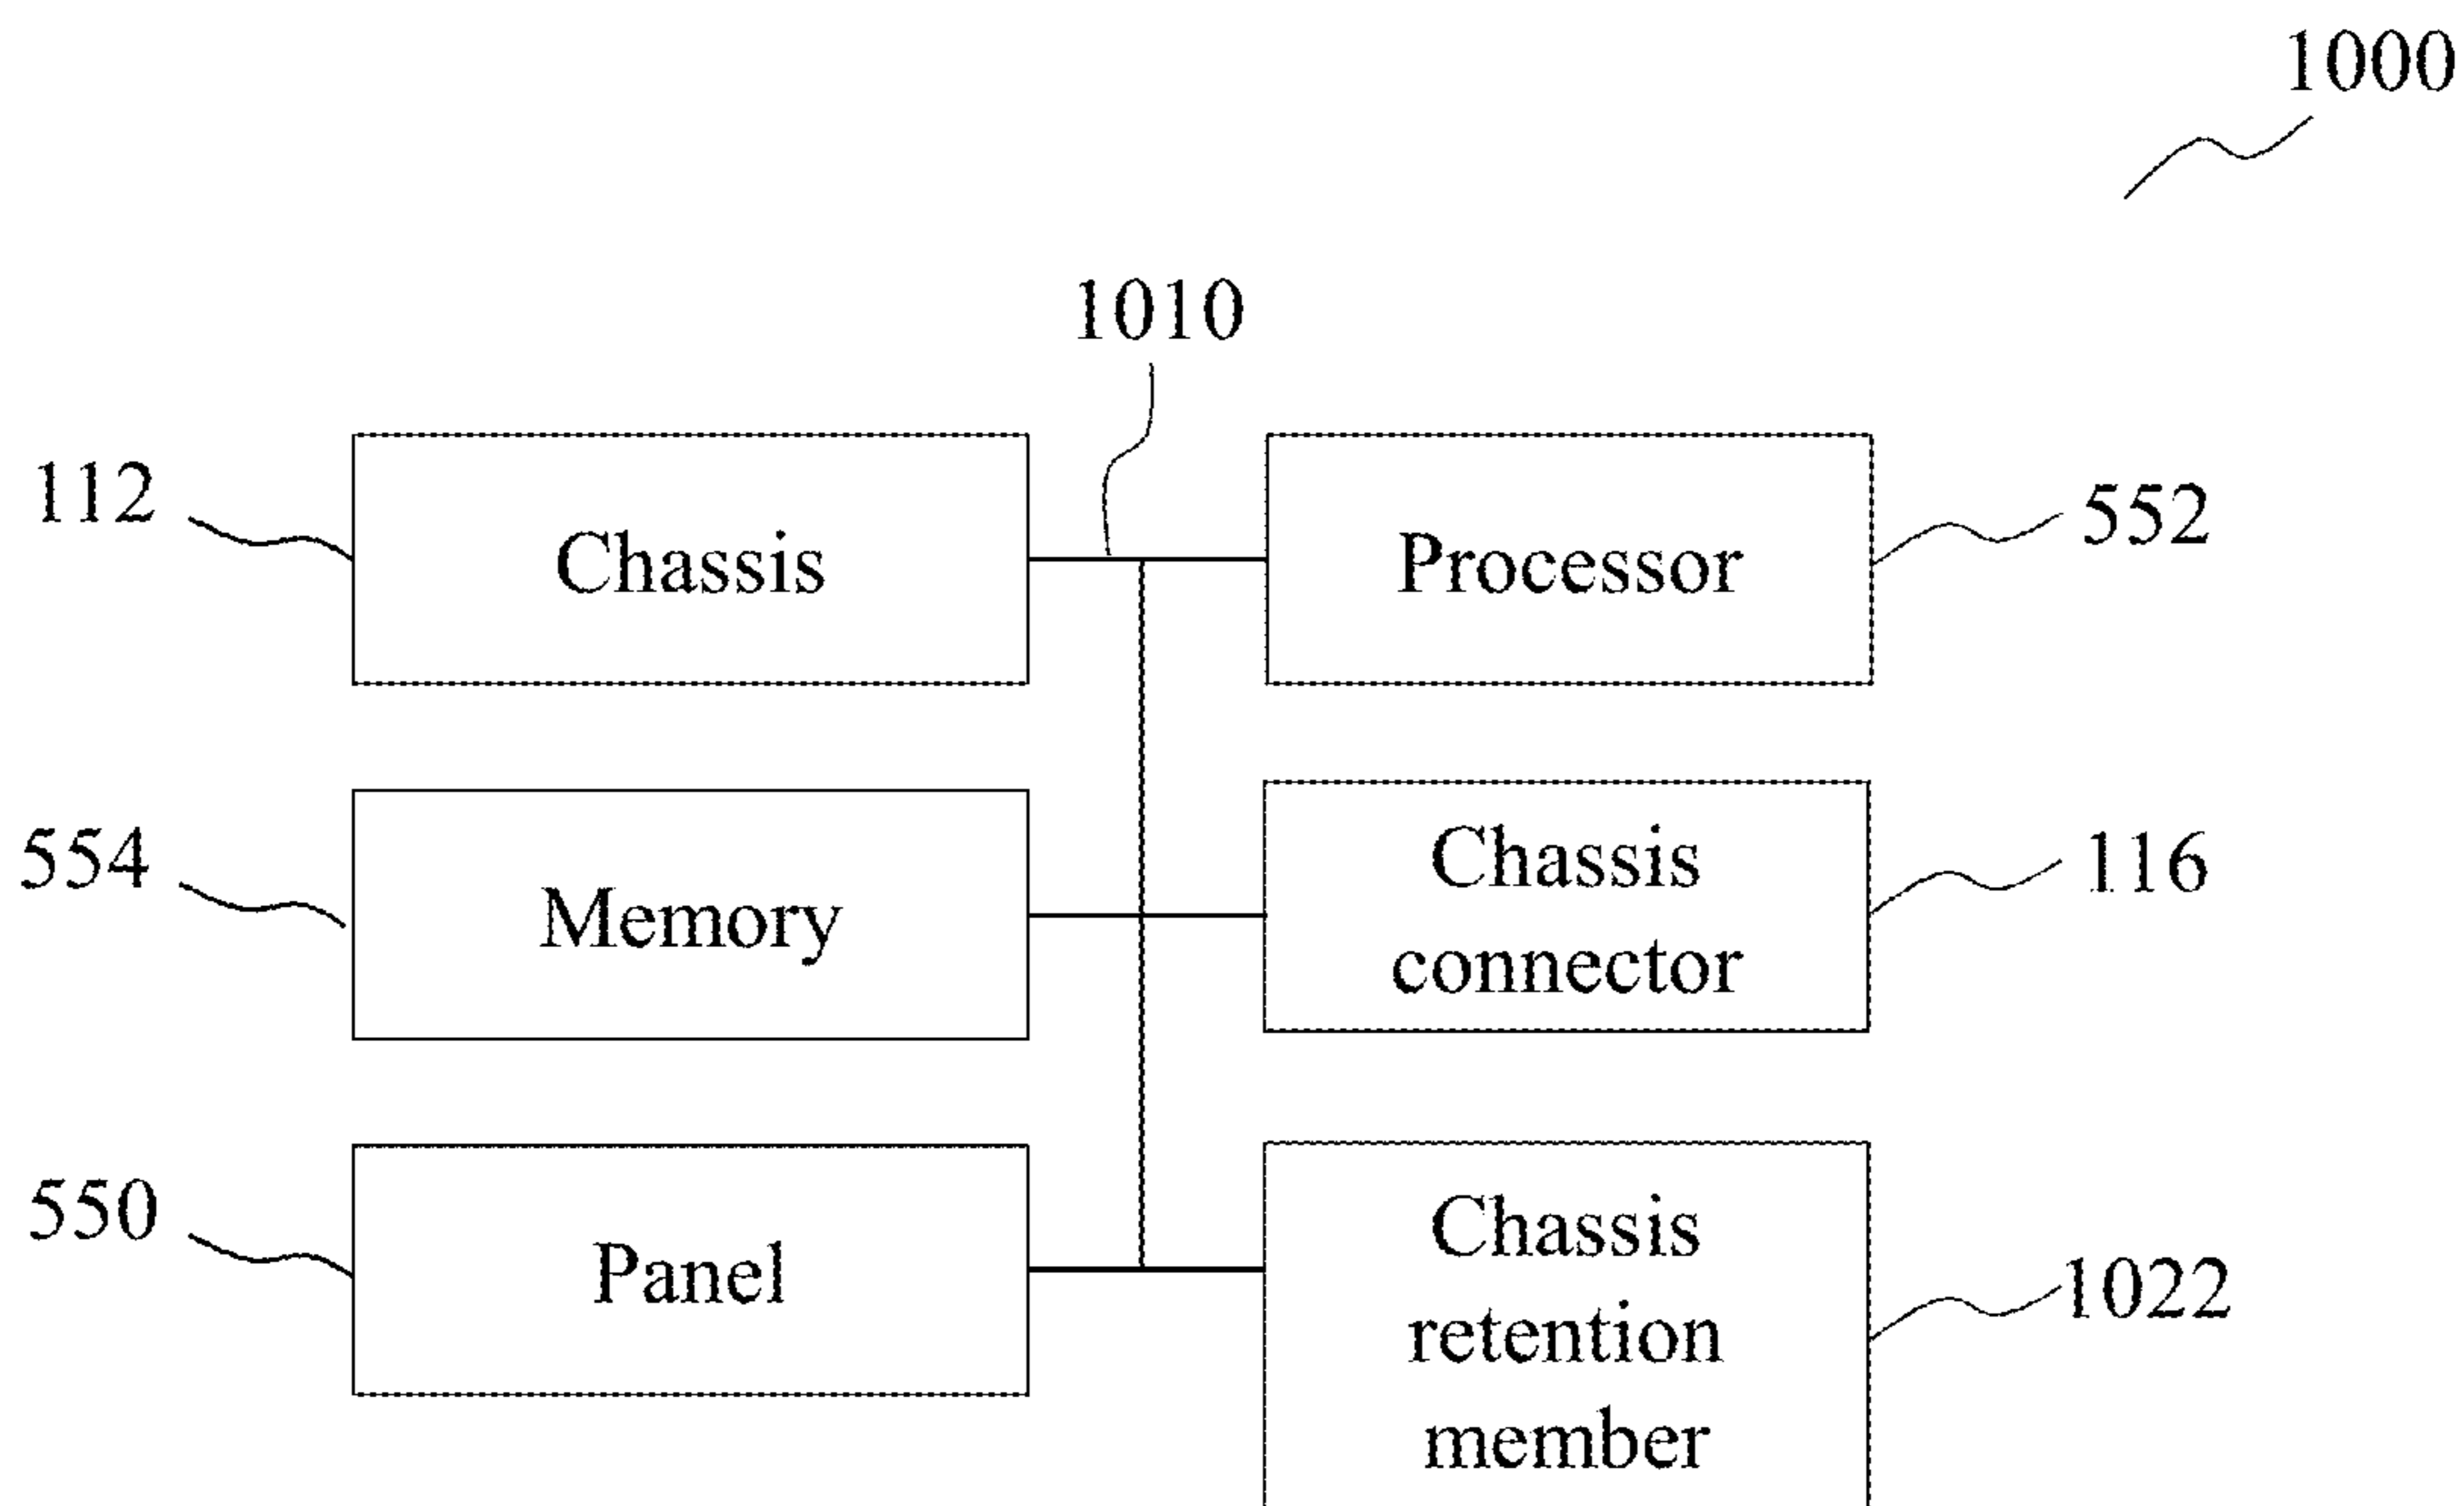 1000
1010
112
Chassis
Processor
552
554
Memory
Chassis
connector
116
550
Panel
Chassis
retention
member
1022